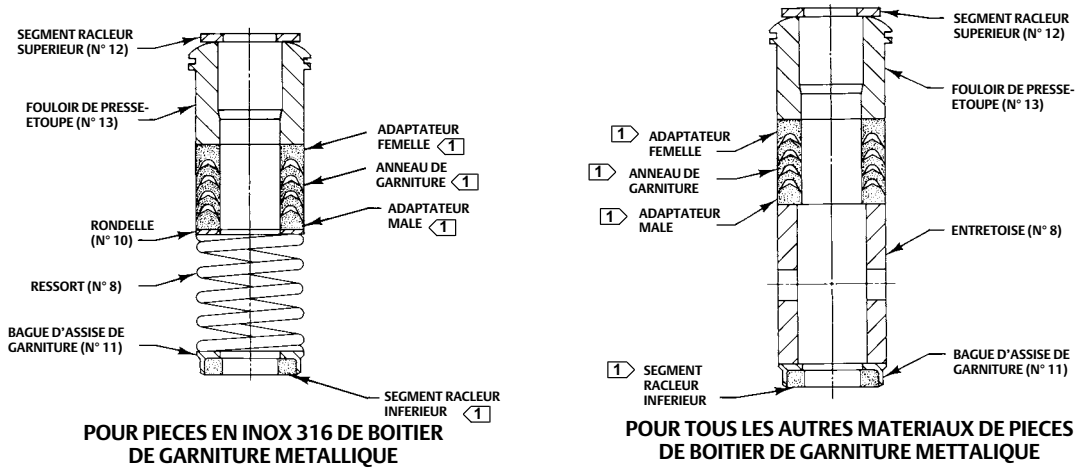 SEGMENT RACLEUR
SUPERIEUR (N° 12)
FOULOIR DE PRESSE-
ETOUPE (N° 13)
ADAPTATEUR
FEMELLE 1
ANNEAU DE
GARNITURE 1
ADAPTATEUR
MALE 1
RONDELLE
(N° 10)
RESSORT (N° 8)
BAGUE D'ASSISE DE
GARNITURE (N° 11)
SEGMENT RACLEUR
INFERIEUR 1
POUR PIECES EN INOX 316 DE BOITIER
DE GARNITURE METALLIQUE
SEGMENT RACLEUR
SUPERIEUR (N° 12)
FOULOIR DE PRESSE-
ETOUPE (N° 13)
1 ADAPTATEUR
FEMELLE
1 ANNEAU DE
GARNITURE
1 ADAPTATEUR
MALE
ENTRETOISE (N° 8)
1 SEGMENT
RACLEUR
INFERIEUR
BAGUE D'ASSISE DE
GARNITURE (N° 11)
POUR TOUS LES AUTRES MATERIAUX DE PIECES
DE BOITIER DE GARNITURE METTALIQUE